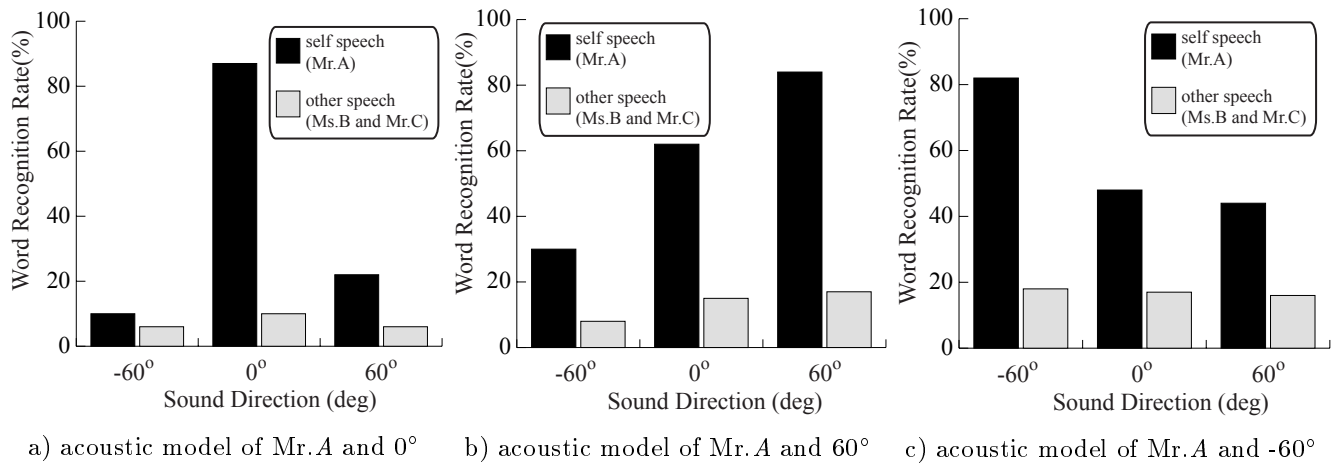 Word Recognition Rate(%)
100
80
60
40
20
0
self speech
(Mr.A)
other speech
(Ms.B and Mr.C)
-60° 0° 60°
Sound Direction (deg)
a) acoustic model of Mr.A and 0°
Word Recognition Rate(%)
100
80
60
40
20
0
self speech
(Mr.A)
other speech
(Ms.B and Mr.C)
-60° 0° 60°
Sound Direction (deg)
b) acoustic model of Mr.A and 60°
Word Recognition Rate(%)
100
80
60
40
20
0
self speech
(Mr.A)
other speech
(Ms.B and Mr.C)
-60° 0° 60°
Sound Direction (deg)
c) acoustic model of Mr.A and -60°